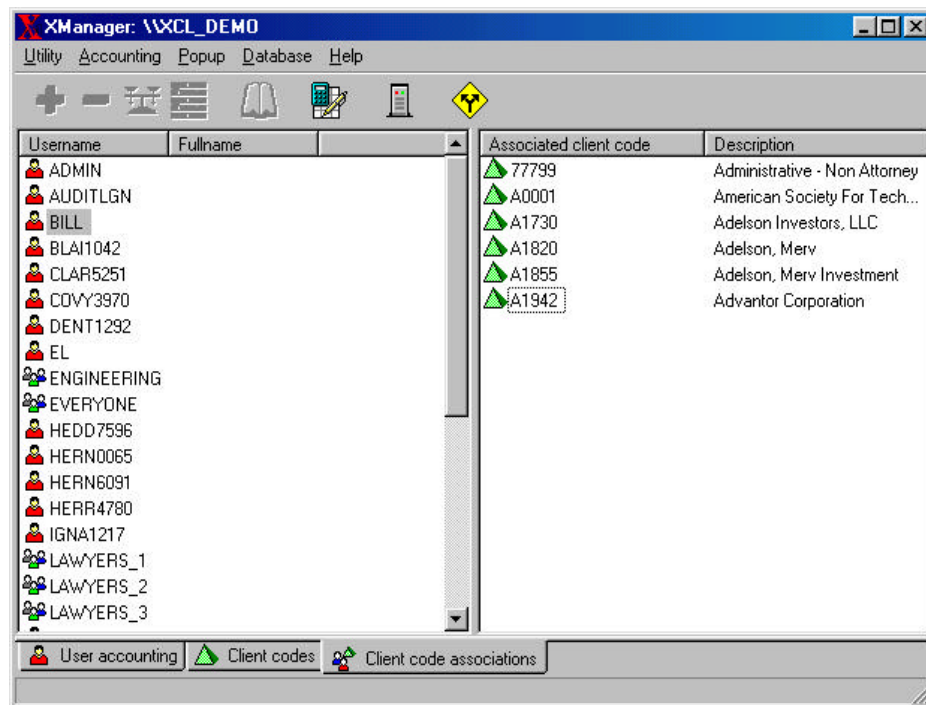 XManager: \\XCL_DEMO
Utility Accounting Popup Database Help
Username Fullname
ADMIN
AUDITLGN
BILL
BLAI1042
CLAR5251
COVY3970
DENT1292
EL
ENGINEERING
EVERYONE
HEDD7596
HERN0065
HERN6091
HERR4780
IGNA1217
LAWYERS_1
LAWYERS_2
LAWYERS_3
Associated client code Description
77799 Administrative - Non Attorney
A0001 American Society For Tech...
A1730 Adelson Investors, LLC
A1820 Adelson, Merv
A1855 Adelson, Merv Investment
A1942 Advantor Corporation
User accounting Client codes Client code associations